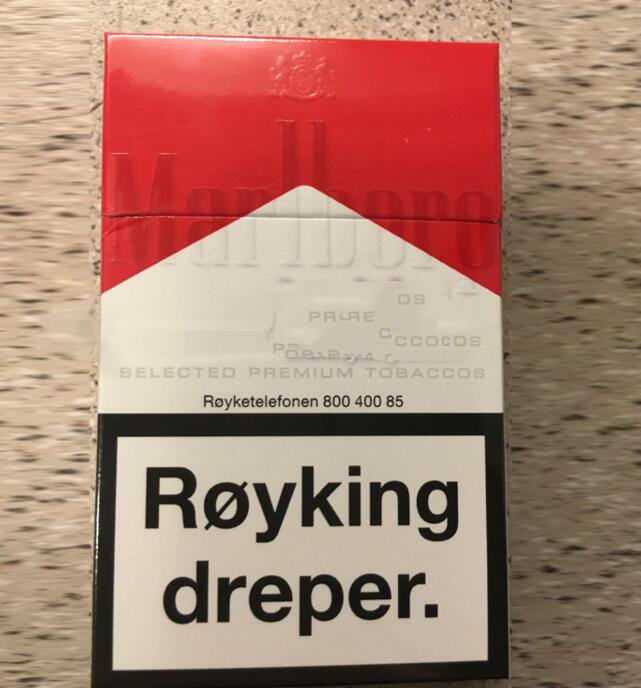 Marlboro
SELECTED PREMIUM TOBACCOS
Røyketelefonen 800 400 85
Røyking
dreper.